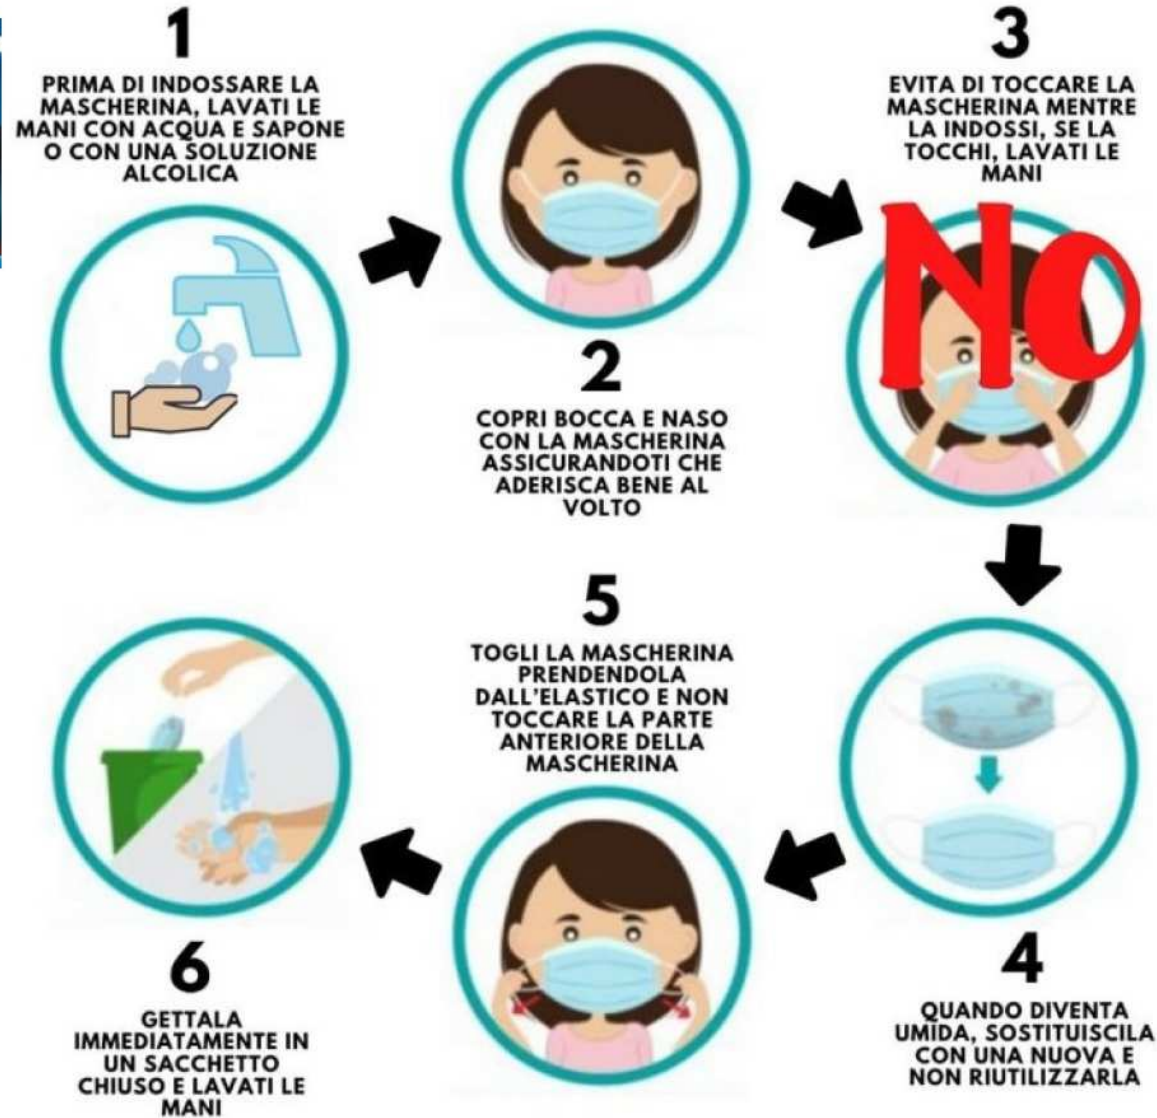 1
PRIMA DI INDOSSARE LA
MASCHERINA, LAVATI LE
MANI CON ACQUA E SAPONE
O CON UNA SOLUZIONE
ALCOLICA
2
COPRI BOCCA E NASO
CON LA MASCHERINA
ASSICURANDOTI CHE
ADERISCA BENE AL
VOLTO
3
EVITA DI TOCCARE LA
MASCHERINA MENTRE
LA INDOSSI, SE LA
TOCCHI, LAVATI LE
MANI
NO
4
QUANDO DIVENTA
UMIDA, SOSTITUISCILA
CON UNA NUOVA E
NON RIUTILIZZARLA
5
TOGLI LA MASCHERINA
PRENDENDOLA
DALL'ELASTICO E NON
TOCCARE LA PARTE
ANTERIORE DELLA
MASCHERINA
6
GETTALA
IMMEDIATAMENTE IN
UN SACCHETTO
CHIUSO E LAVATI LE
MANI